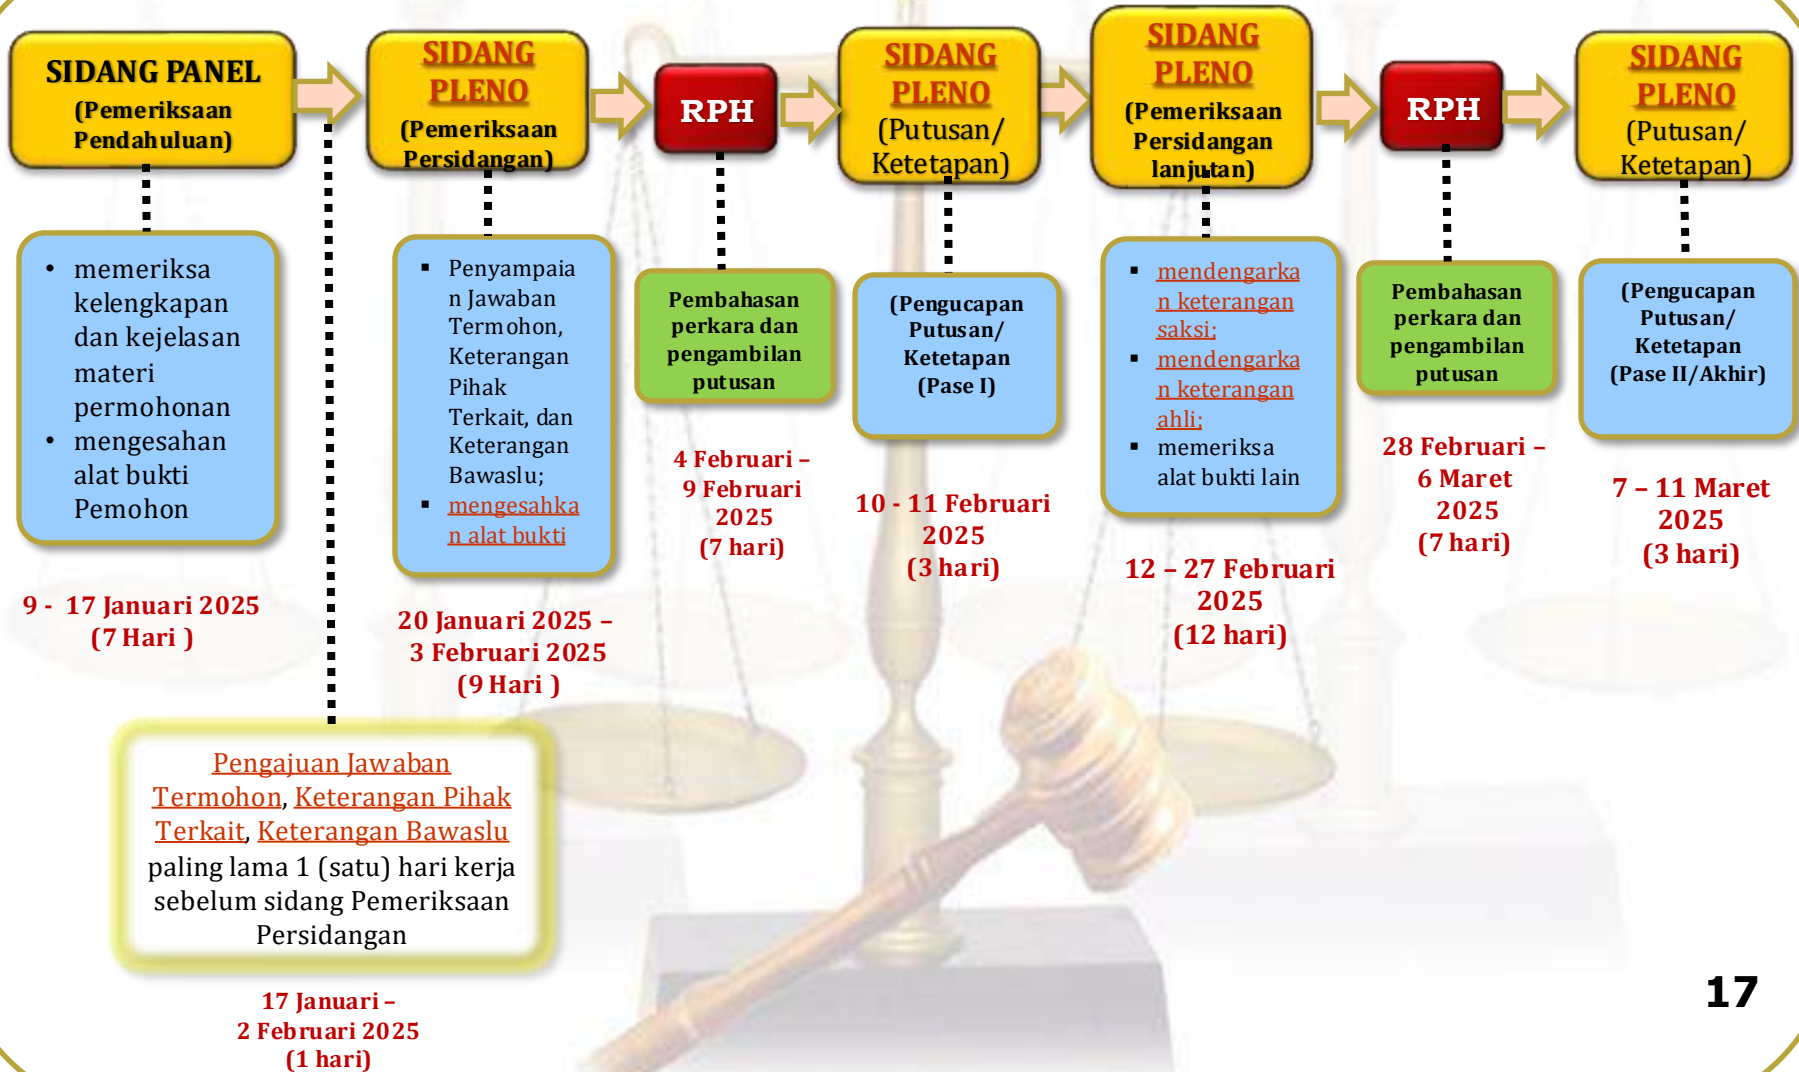 SIDANG PANEL
(Pemeriksaan
Pendahuluan)
SIDANG
PLENO
(Pemeriksaan
Persidangan)
RPH
SIDANG
PLENO
(Putusan/
Ketetapan)
SIDANG
PLENO
(Pemeriksaan
Persidangan
lanjutan)
RPH
SIDANG
PLENO
(Putusan/
Ketetapan)
• memeriksa
kelengkapan
dan kejelasan
materi
permohonan
• mengesahan
alat bukti
Pemohon
9 - 17 Januari 2025
(7 Hari )
▪ Penyampaia
n Jawaban
Termohon,
Keterangan
Pihak
Terkait, dan
Keterangan
Bawaslu;
▪ mengesahka
n alat bukti
20 Januari 2025 –
3 Februari 2025
(9 Hari )
Pembahasan
perkara dan
pengambilan
putusan
4 Februari –
9 Februari
2025
(7 hari)
(Pengucapan
Putusan/
Ketetapan
(Pase I)
10 - 11 Februari
2025
(3 hari)
▪ mendengarka
n keterangan
saksi;
▪ mendengarka
n keterangan
ahli;
▪ memeriksa
alat bukti lain
12 – 27 Februari
2025
(12 hari)
Pembahasan
perkara dan
pengambilan
putusan
28 Februari –
6 Maret
2025
(7 hari)
(Pengucapan
Putusan/
Ketetapan
(Pase II/Akhir)
7 – 11 Maret
2025
(3 hari)
Pengajuan Jawaban
Termohon, Keterangan Pihak
Terkait, Keterangan Bawaslu
paling lama 1 (satu) hari kerja
sebelum sidang Pemeriksaan
Persidangan
17 Januari –
2 Februari 2025
(1 hari)
17